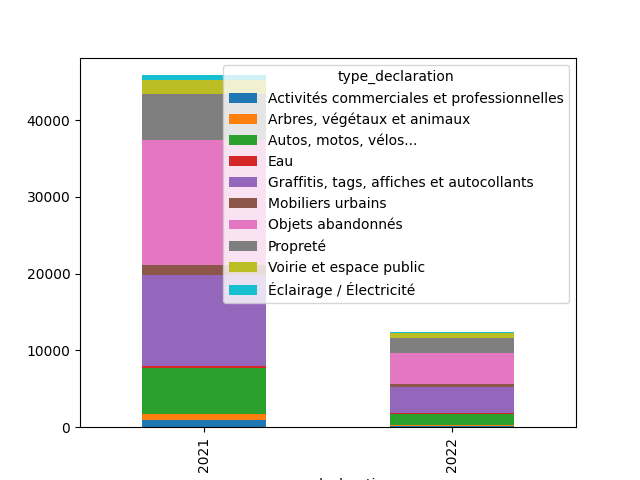 type_declaration
Activités commerciales et professionnelles
Arbres, végétaux et animaux
Autos, motos, vélos...
Eau
Graffitis, tags, affiches et autocollants
Mobiliers urbains
Objets abandonnés
Propreté
Voirie et espace public
Éclairage / Électricité
40000
30000
20000
10000
0
2021
2022